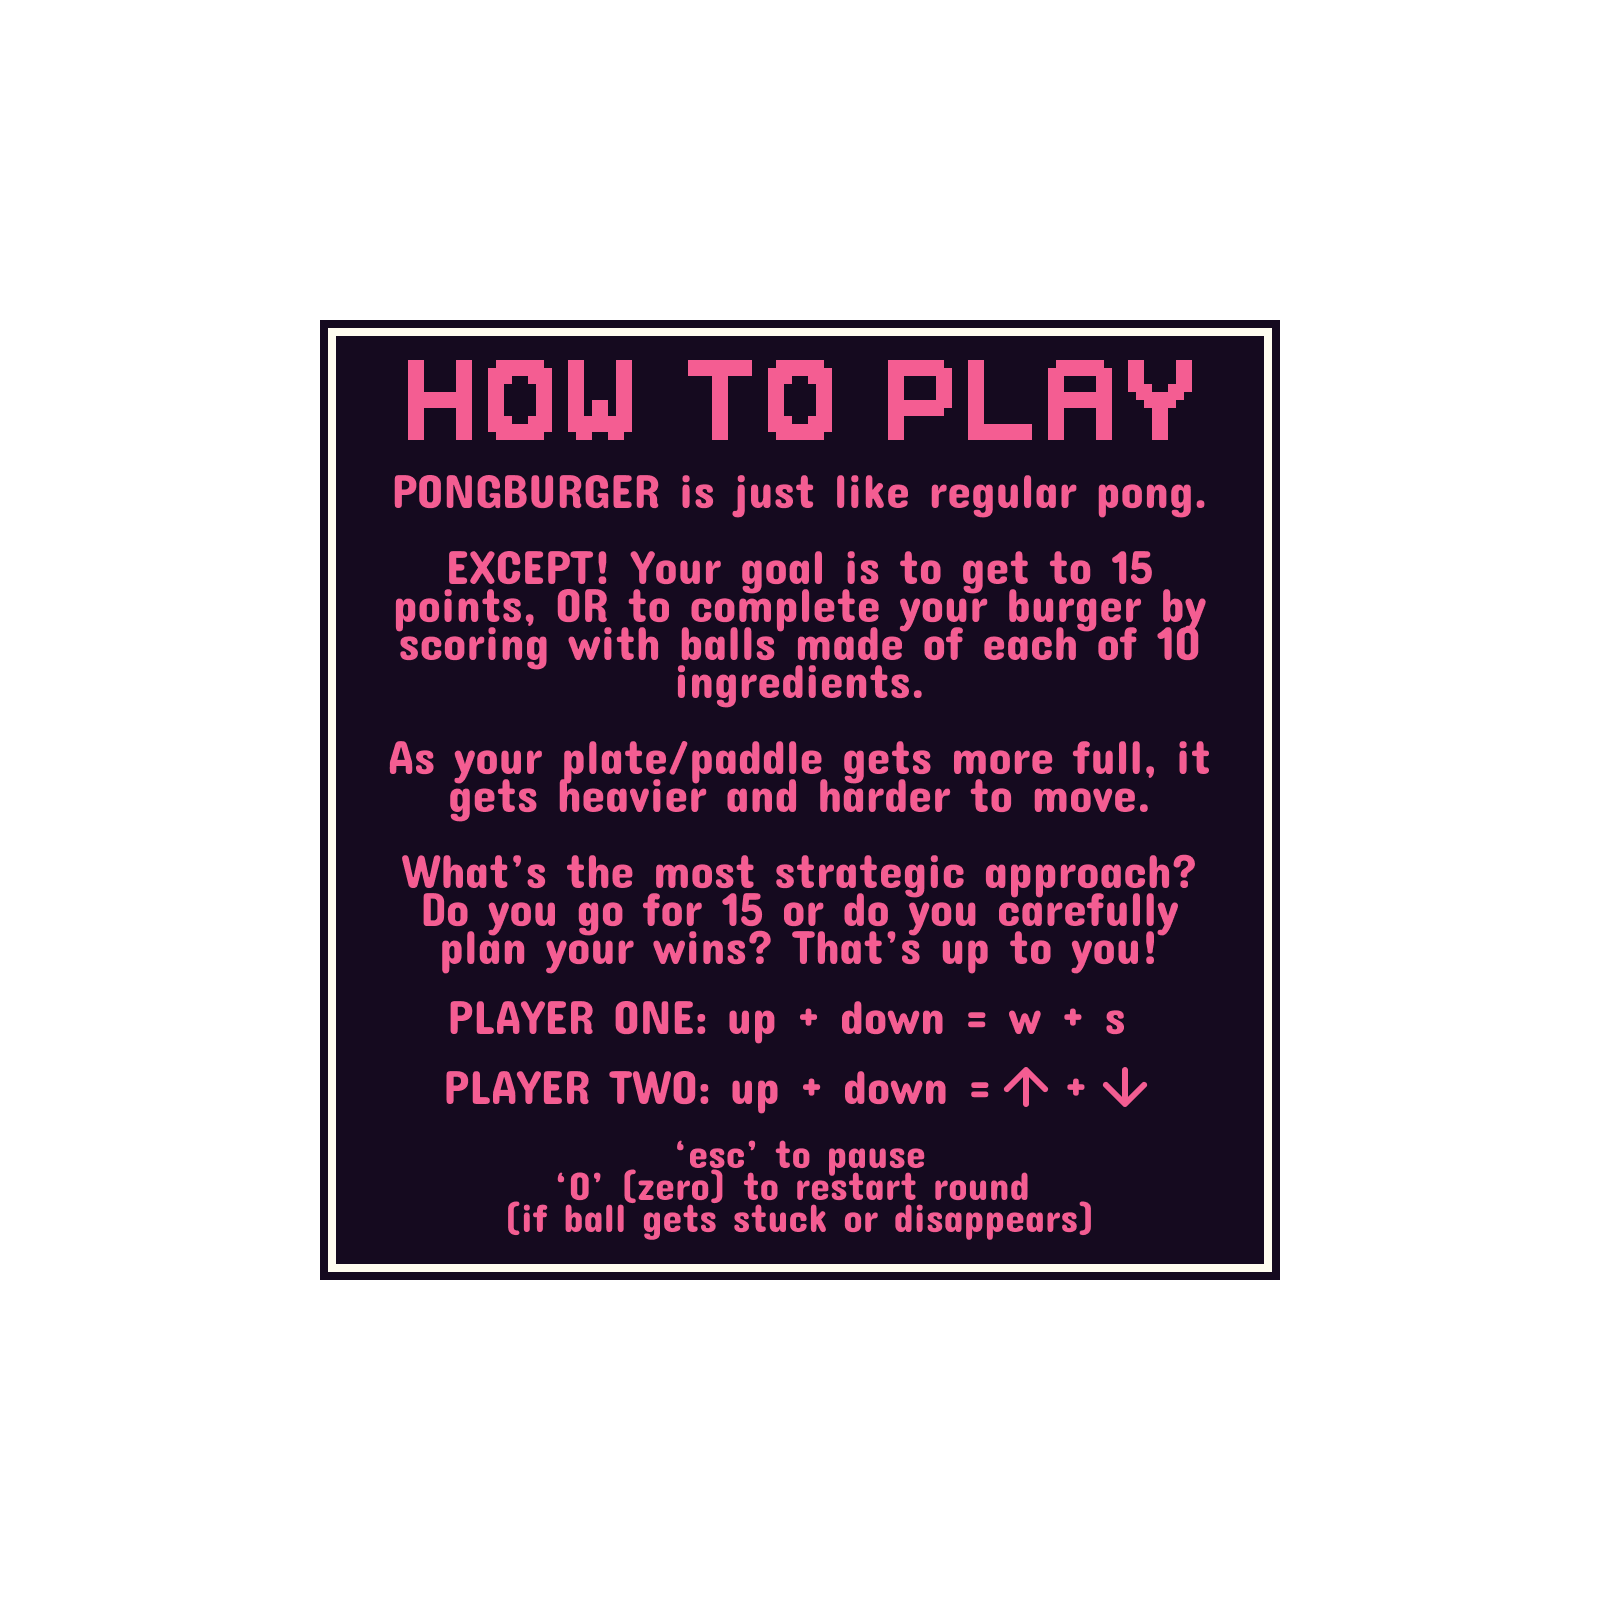 HOW TO PLAY
PONGBURGER is just like regular pong.
EXCEPT! Your goal is to get to 15
points, OR to complete your burger by
scoring with balls made of each of 10
ingredients.
As your plate/paddle gets more full, it
gets heavier and harder to move.
What’s the most strategic approach?
Do you go for 15 or do you carefully
plan your wins? That’s up to you!
PLAYER ONE: up + down = w + s
PLAYER TWO: up + down = ↑ + ↓
‘esc’ to pause
‘0’ (zero) to restart round
(if ball gets stuck or disappears)